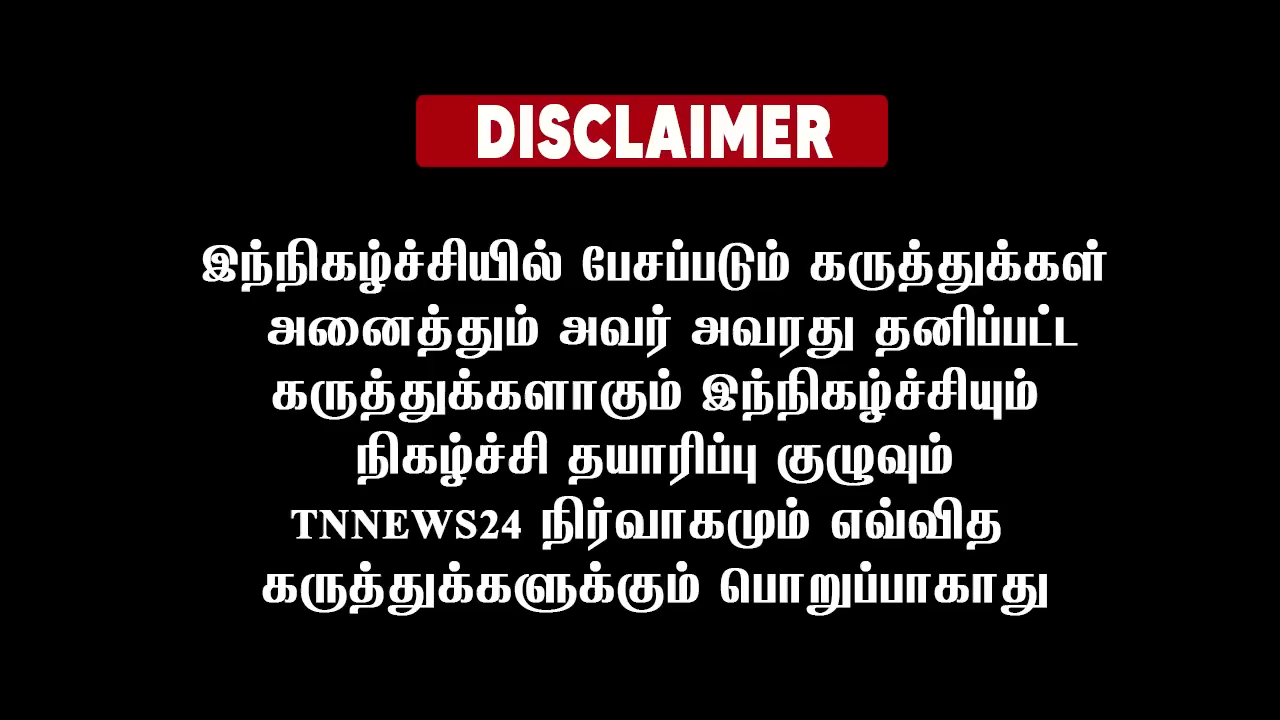 DISCLAIMER
இந்நிகழ்ச்சியில் பேசப்படும் கருத்துக்கள்
அனைத்தும் அவர் அவரது தனிப்பட்ட
கருத்துக்களாகும் இந்நிகழ்ச்சியும்
நிகழ்ச்சி தயாரிப்பு குழுவும்
TNNEWS24 நிர்வாகமும் எவ்வித
கருத்துக்களுக்கும் பொறுப்பாகாது